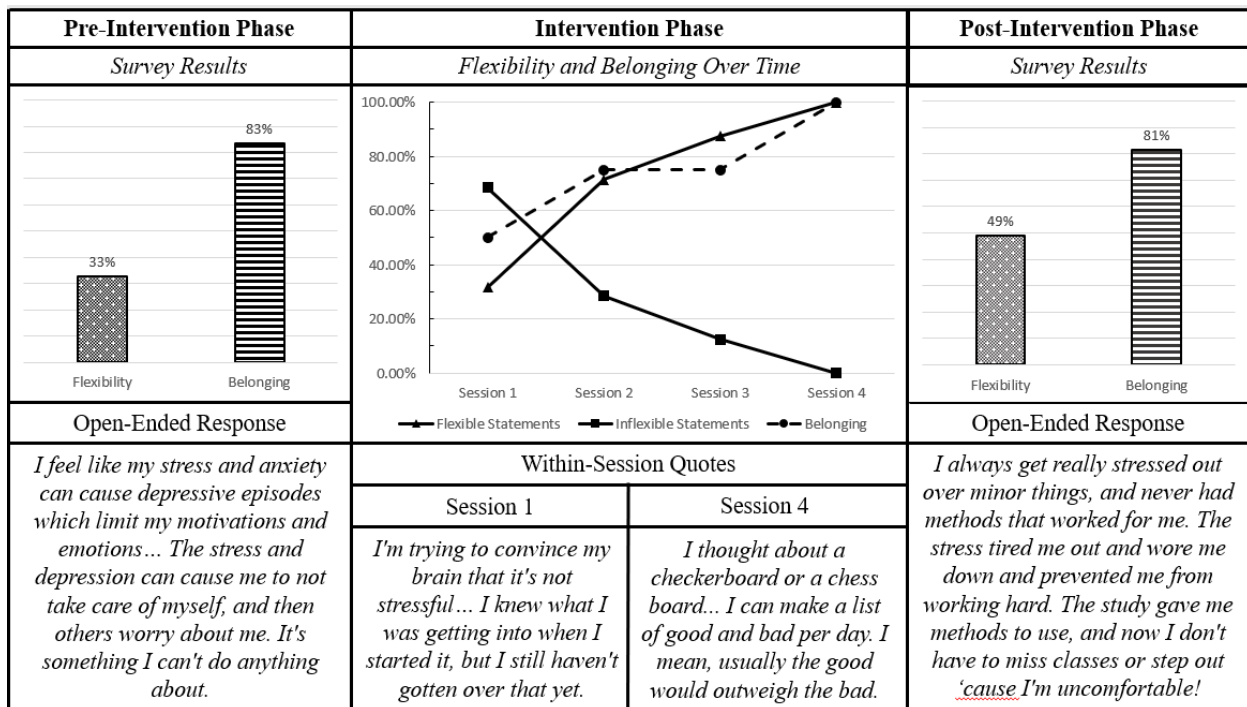 Pre-Intervention Phase
Survey Results
83%
33%
Flexibility
Belonging
Open-Ended Response
I feel like my stress and anxiety
can cause depressive episodes
which limit my motivations and
emotions… The stress and
depression can cause me to not
take care of myself, and then
others worry about me. It's
something I can't do anything
about.
Intervention Phase
Flexibility and Belonging Over Time
100.00%
80.00%
60.00%
40.00%
20.00%
0.00%
Session 1
Session 2
Session 3
Session 4
Flexible Statements
Inflexible Statements
Belonging
Within-Session Quotes
Session 1
I'm trying to convince my
brain that it's not
stressful… I knew what I
was getting into when I
started it, but I still haven't
gotten over that yet.
Session 4
I thought about a
checkerboard or a chess
board... I can make a list
of good and bad per day. I
mean, usually the good
would outweigh the bad.
Post-Intervention Phase
Survey Results
81%
49%
Flexibility
Belonging
Open-Ended Response
I always get really stressed out
over minor things, and never had
methods that worked for me. The
stress tired me out and wore me
down and prevented me from
working hard. The study gave me
methods to use, and now I don't
have to miss classes or step out
‘cause I'm uncomfortable!